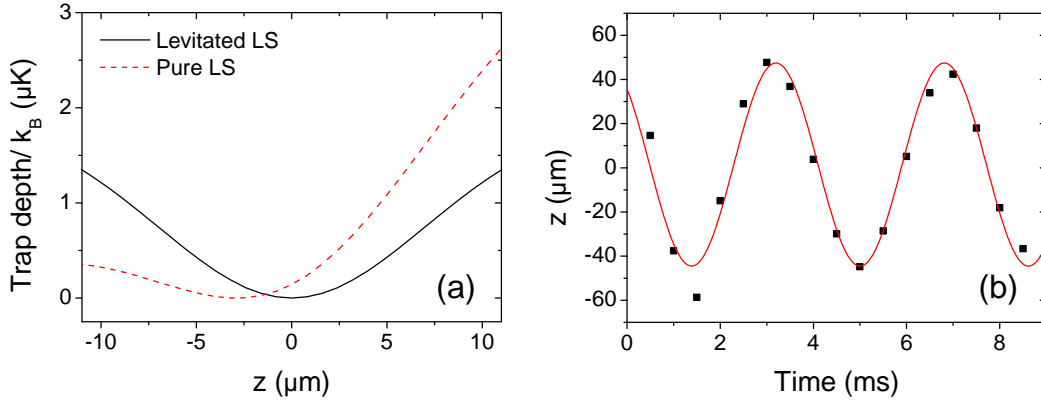 3
2
1
0
Trap depth/ k_B (µK)
Levitated LS
Pure LS
(a)
-10
-5
0
5
10
z (µm)
60
40
20
0
-20
-40
-60
z (µm)
(b)
0
2
4
6
8
Time (ms)